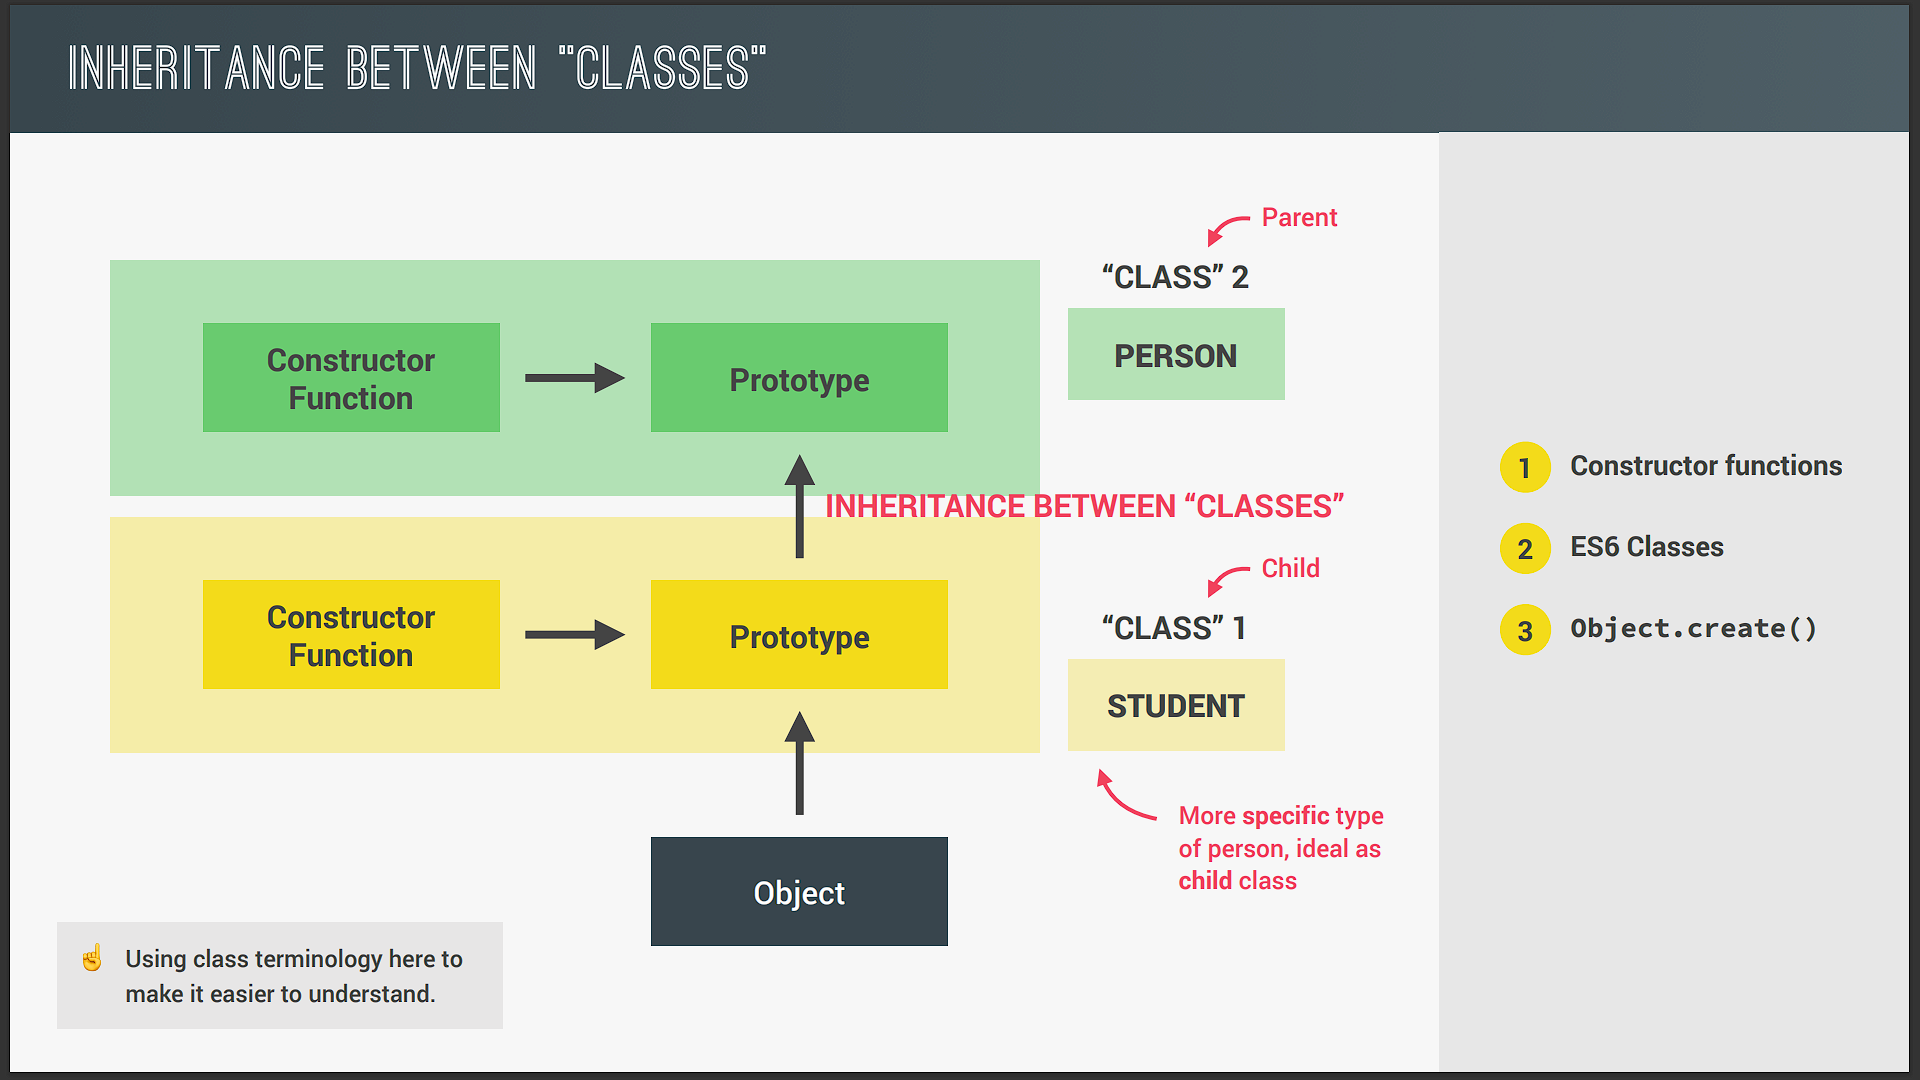 INHERITANCE BETWEEN "CLASSES"
Parent
“CLASS” 2
PERSON
Constructor
Function
Prototype
INHERITANCE BETWEEN “CLASSES”
Child
“CLASS” 1
STUDENT
Constructor
Function
Prototype
More specific type
of person, ideal as
child class
Object
☝ Using class terminology here to
make it easier to understand.
1 Constructor functions
2 ES6 Classes
3 Object.create()